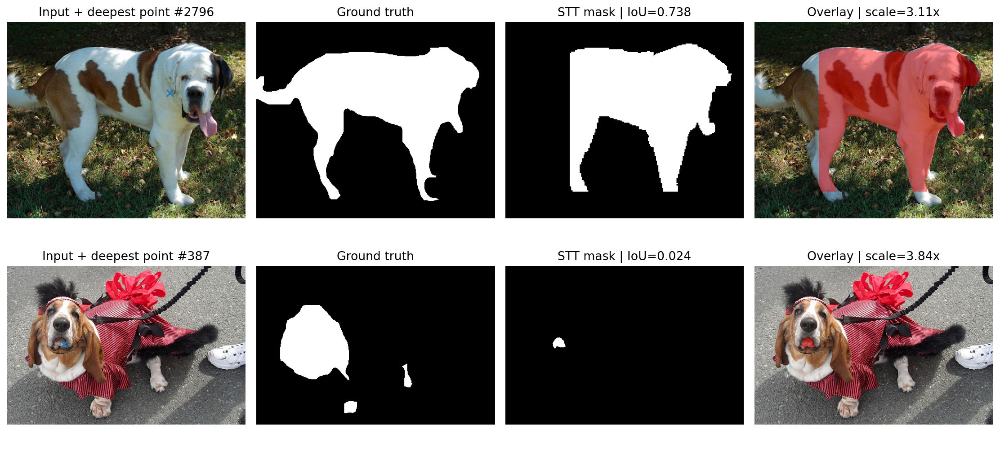 Input + deepest point #2796
Ground truth
STT mask | IoU=0.738
Overlay | scale=3.11x
Input + deepest point #387
Ground truth
STT mask | IoU=0.024
Overlay | scale=3.84x